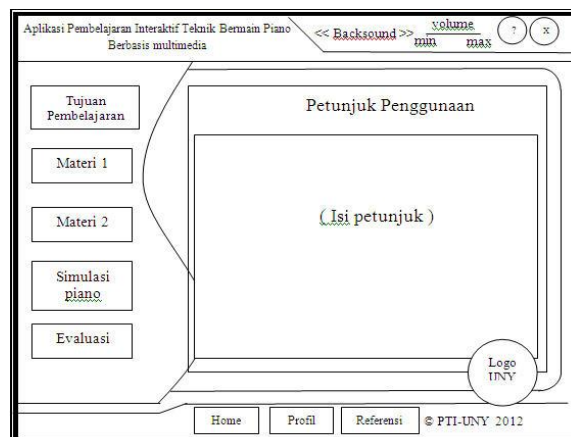 Aplikasi Pembelajaran Interaktif Teknik Bermain Piano
Berbasis multimedia
<< Backsound >>
volume
min max
?
x
Tujuan
Pembelajaran
Materi 1
Materi 2
Simulasi
piano
Evaluasi
Petunjuk Penggunaan
( Isi petunjuk )
Logo
UNY
Home
Profil
Referensi
© PTI-UNY 2012